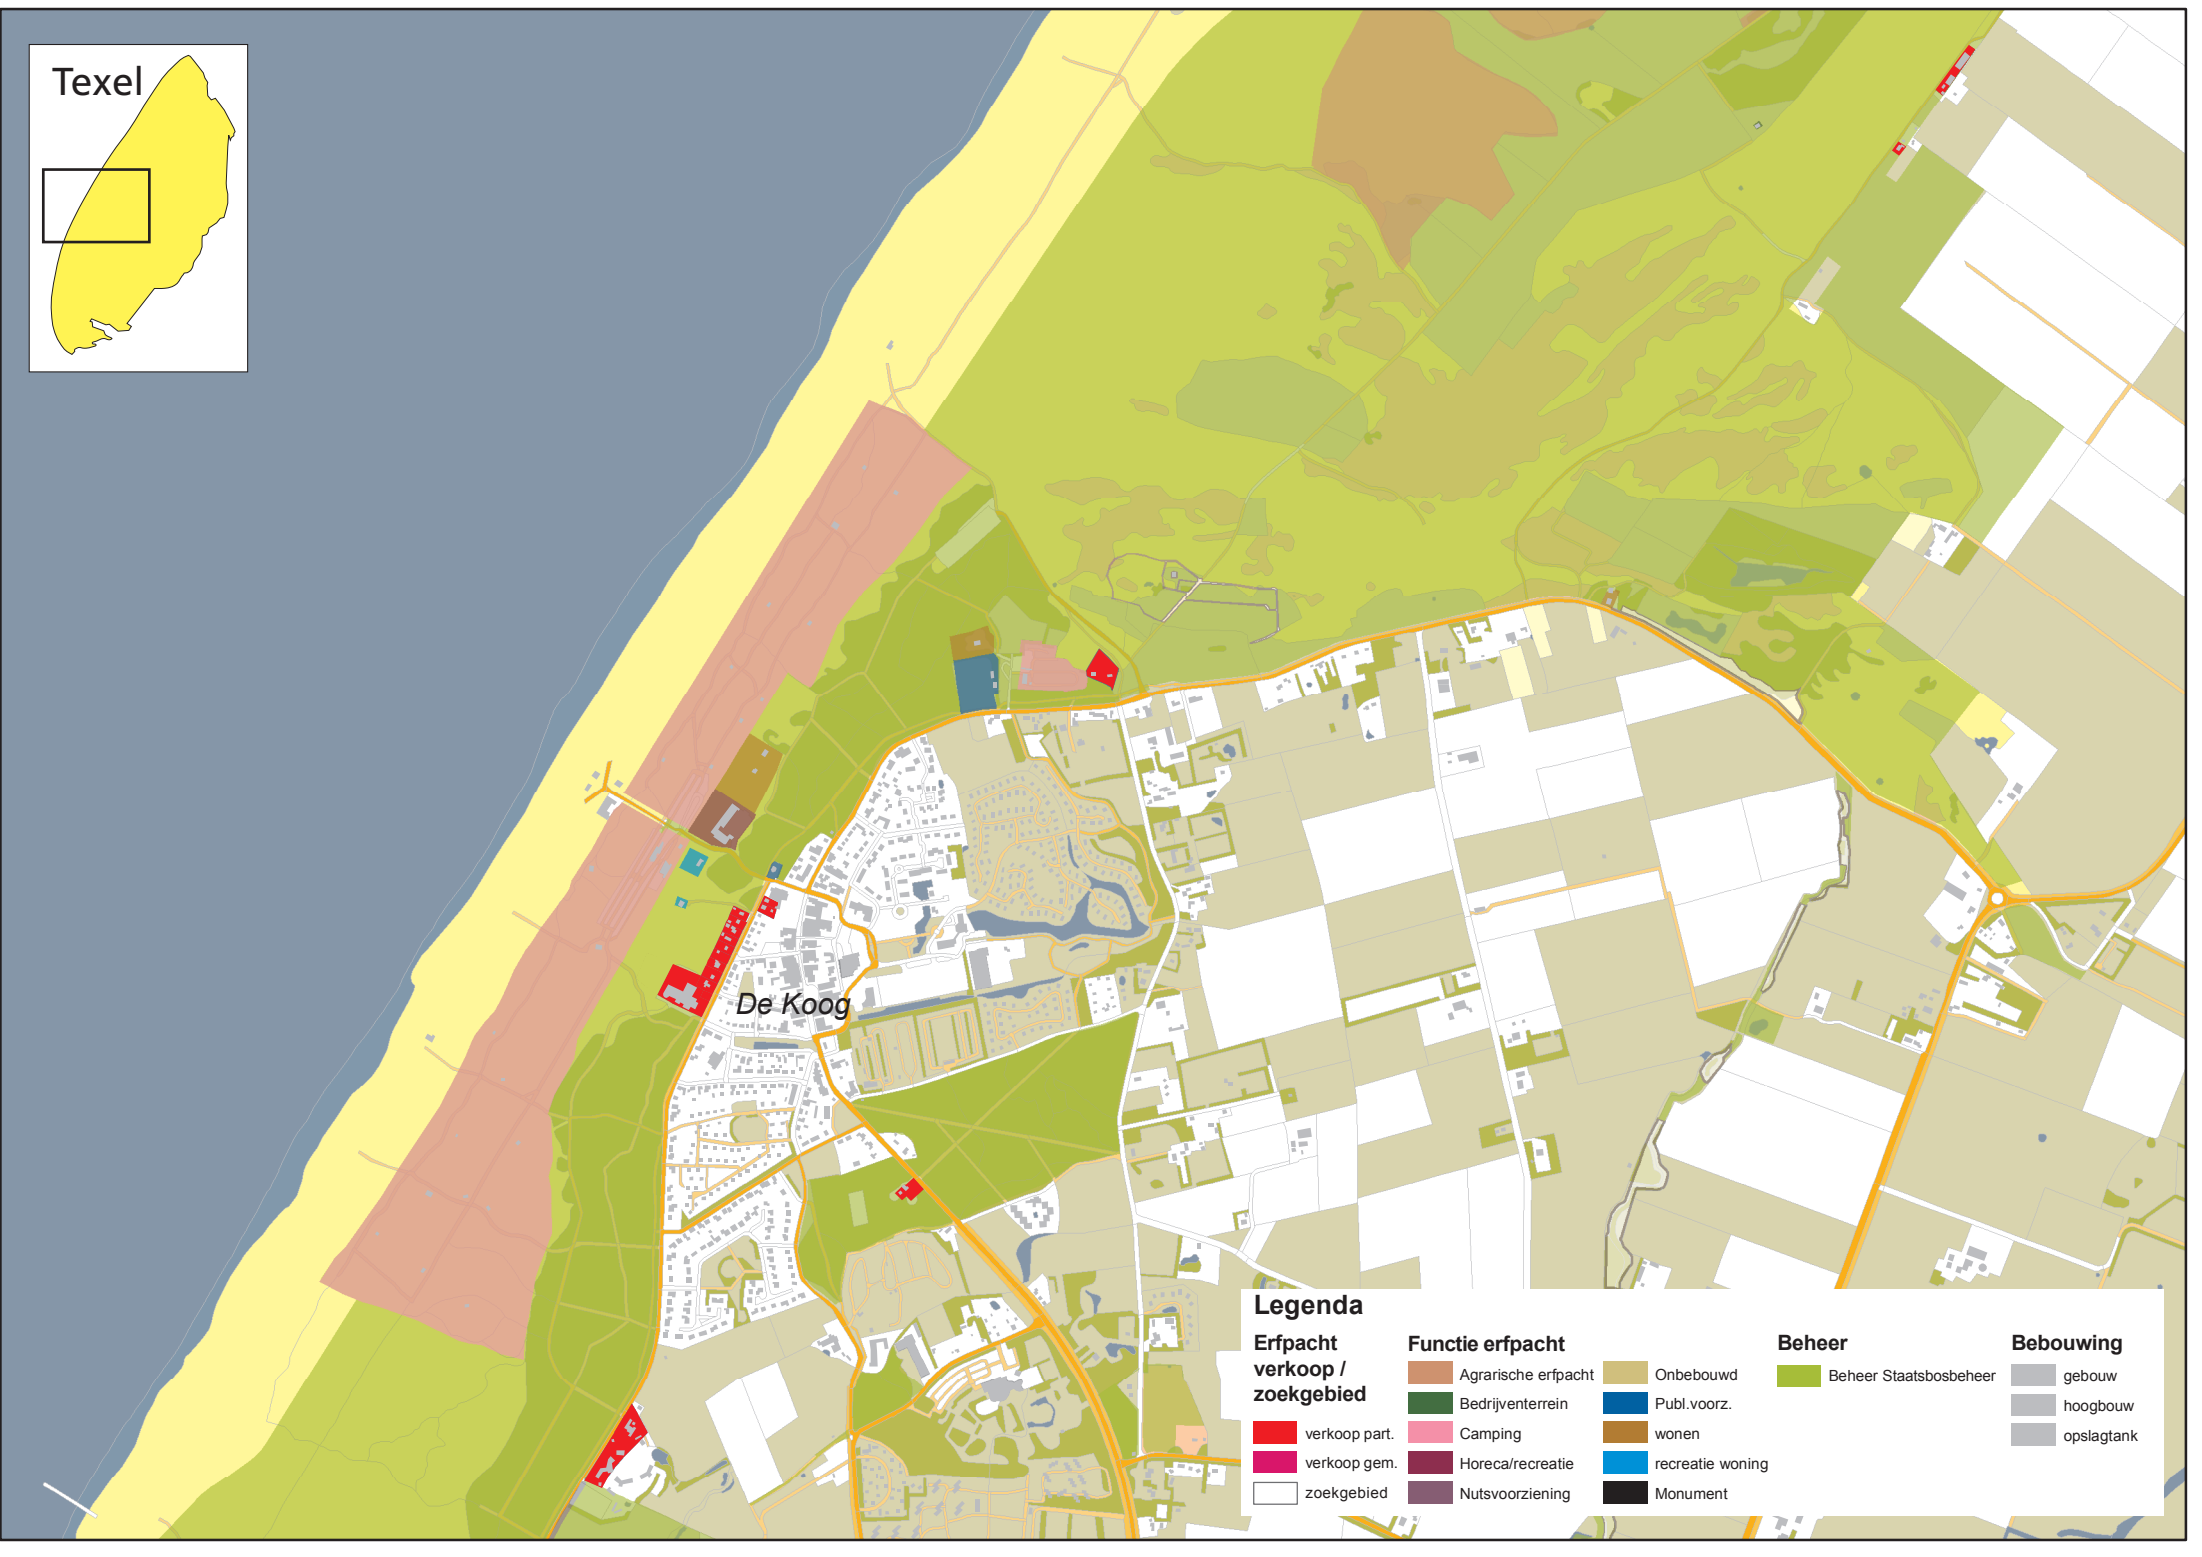 Texel
De Koog
Legenda
Erfpacht
verkoop /
zoekgebied
verkoop part.
verkoop gem.
zoekgebied
Functie erfpacht
Agrarische erfpacht
Bedrijventerrein
Camping
Horeca/recreatie
Nutsvoorziening
Onbebouwd
Publ.voorz.
wonen
recreatie woning
Monument
Beheer
Beheer Staatsbosbeheer
Bebouwing
gebouw
hoogbouw
opslagtank